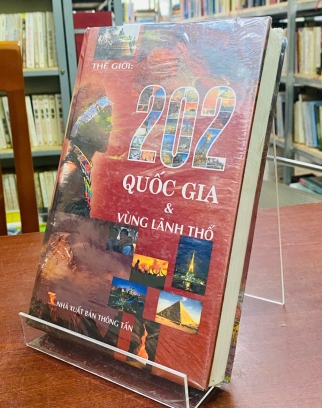 THẾ GIỚI:
202
QUỐC GIA
&
VÙNG LÃNH THỔ
NHÀ XUẤT BẢN THÔNG TẤN